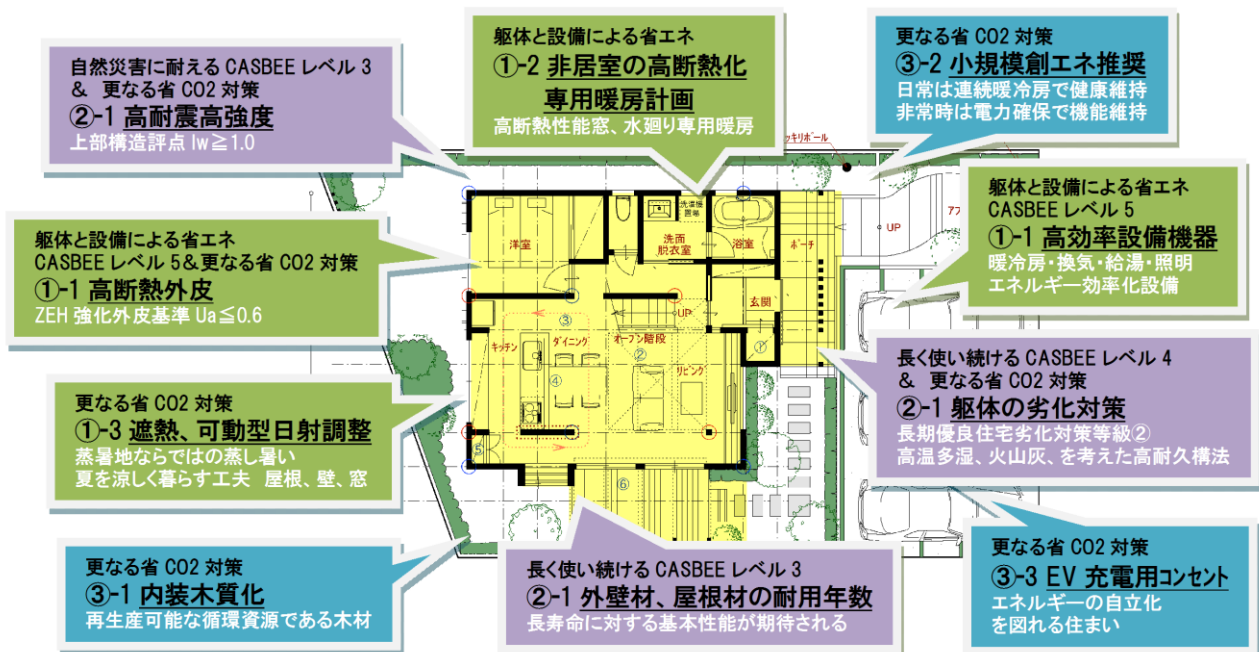 自然災害に耐える CASBEE レベル 3
& 更なる省 CO2 対策
②-1 高耐震高強度
上部構造評点 Iw≧1.0
躯体と設備による省エネ
①-2 非居室の高断熱化
専用暖房計画
高断熱性能窓、水廻り専用暖房
更なる省 CO2 対策
③-2 小規模創エネ推奨
日常は連続暖冷房で健康維持
非常時は電力確保で機能維持
躯体と設備による省エネ
CASBEE レベル 5&更なる省 CO2 対策
①-1 高断熱外皮
ZEH 強化外皮基準 Ua≦0.6
躯体と設備による省エネ
CASBEE レベル 5
①-1 高効率設備機器
暖冷房・換気・給湯・照明
エネルギー効率化設備
更なる省 CO2 対策
①-3 遮熱、可動型日射調整
蒸暑地ならではの蒸し暑い
夏を涼しく暮らす工夫 屋根、壁、窓
長く使い続ける CASBEE レベル 4
& 更なる省 CO2 対策
②-1 躯体の劣化対策
長期優良住宅劣化対策等級②
高温多湿、火山灰、を考えた高耐久構法
更なる省 CO2 対策
③-1 内装木質化
再生産可能な循環資源である木材
長く使い続ける CASBEE レベル 3
②-1 外壁材、屋根材の耐用年数
長寿命に対する基本性能が期待される
更なる省 CO2 対策
③-3 EV 充電用コンセント
エネルギーの自立化
を図れる住まい
ッキリポール
洋室
洗濯機
置場
洗面
脱衣室
浴室
ポーチ
UP
アプ
玄関
UP
①
③
キッチン
ダイニング
オープン階段
②
リビング
④
⑤
⑥